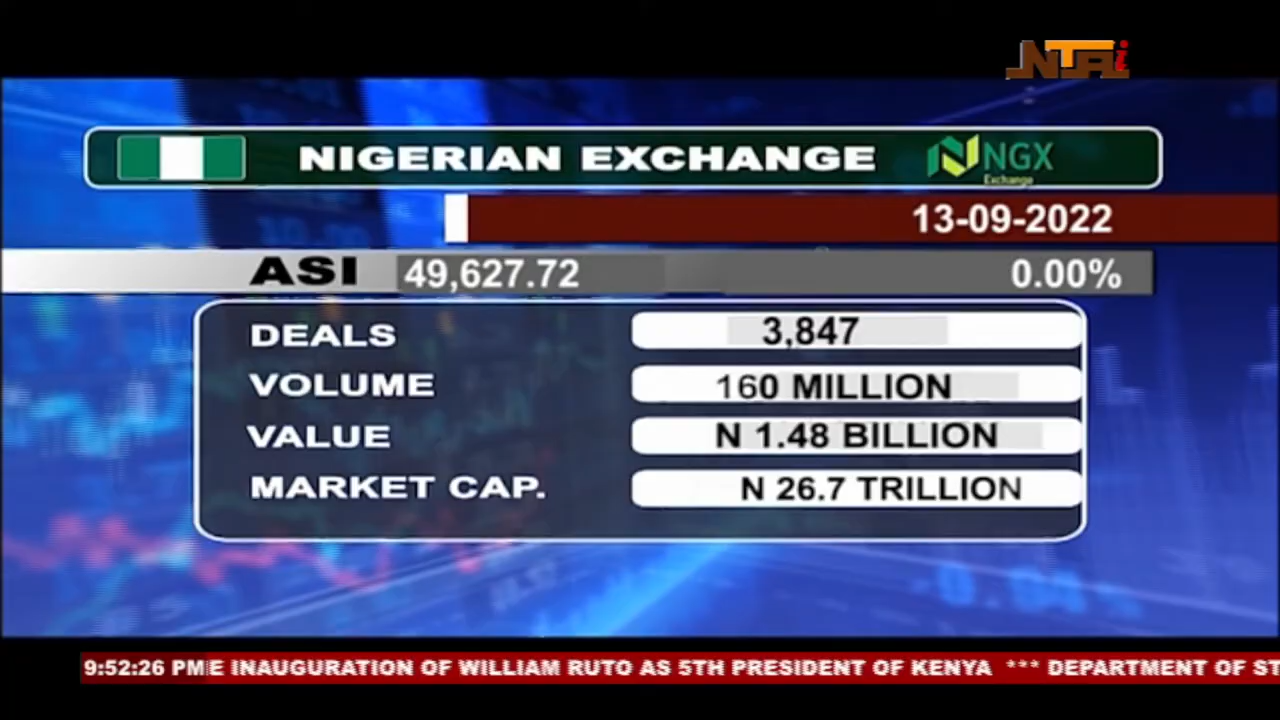 NTAi
NIGERIAN EXCHANGE
NGX
Exchange
13-09-2022
ASI 49,627.72 0.00%
DEALS 3,847
VOLUME 160 MILLION
VALUE N 1.48 BILLION
MARKET CAP. N 26.7 TRILLION
9:52:26 PM E INAUGURATION OF WILLIAM RUTO AS 5TH PRESIDENT OF KENYA *** DEPARTMENT OF ST